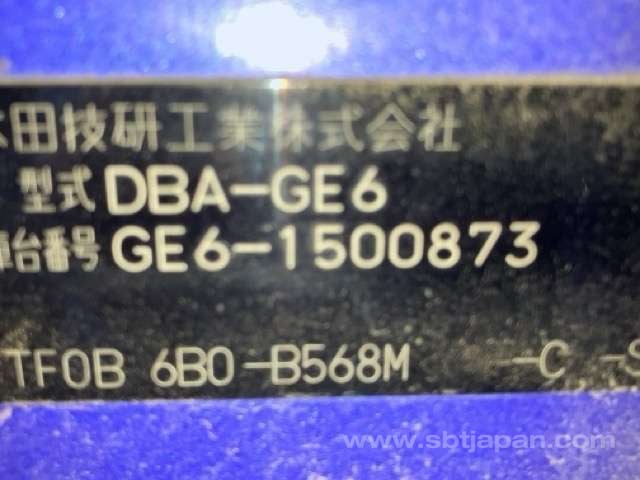 田技研工業株式会社
型式 DBA-GE6
台番号 GE6-1500873
TF0B 6B0-B568M -C -S
www.sbtjapan.com